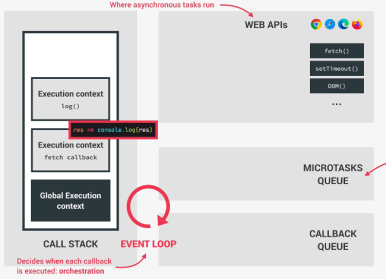 Where asynchronous tasks run
WEB APIs
fetch()
setTimeout()
DOM()
...
Execution context
log()
res => console.log(res)
Execution context
fetch callback
Global Execution
context
MICROTASKS
QUEUE
CALL STACK
EVENT LOOP
CALLBACK
QUEUE
Decides when each callback
is executed: orchestration